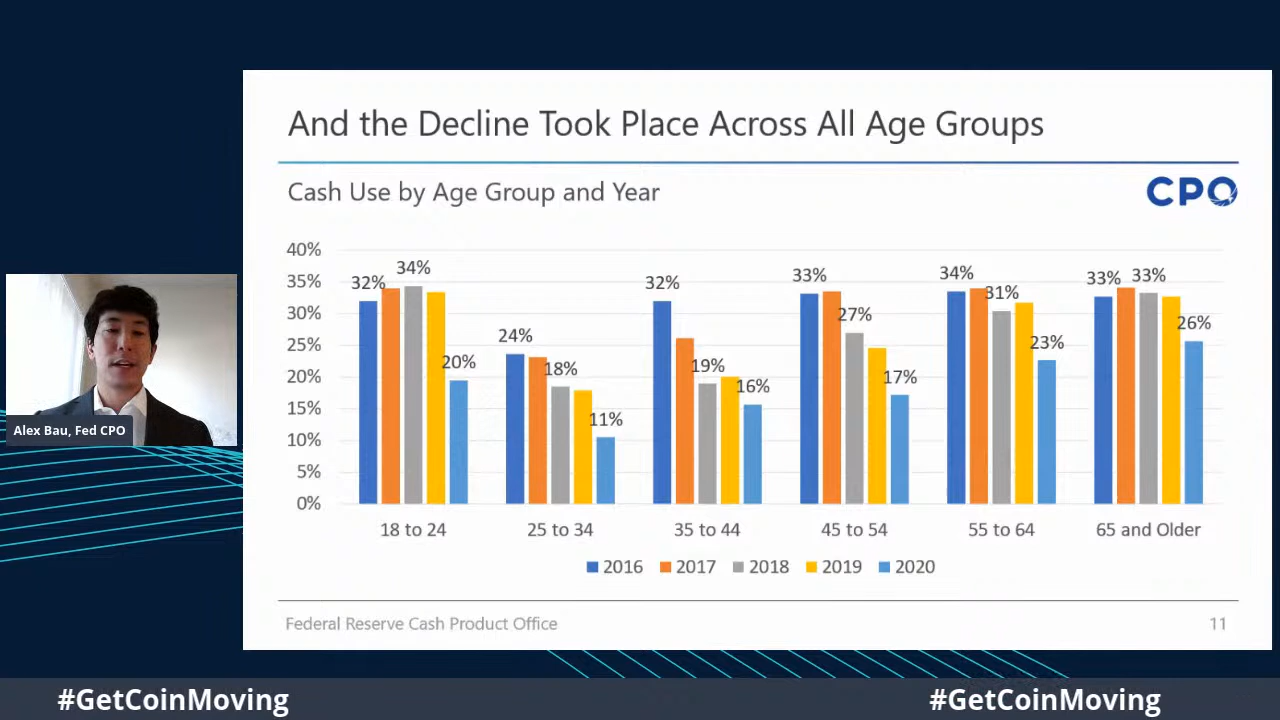 And the Decline Took Place Across All Age Groups
Cash Use by Age Group and Year
CPO
40%
35%
30%
25%
20%
15%
10%
5%
0%
32%
34%
20%
24%
18%
11%
32%
19%
16%
33%
27%
17%
34%
31%
23%
33%
33%
26%
18 to 24
25 to 34
35 to 44
45 to 54
55 to 64
65 and Older
2016
2017
2018
2019
2020
Federal Reserve Cash Product Office
11
Alex Bau, Fed CPO
#GetCoinMoving
#GetCoinMoving